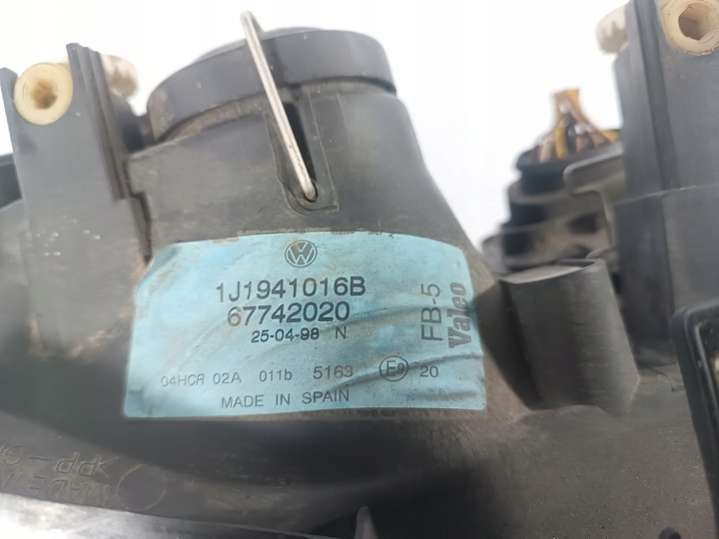 1J1941016B
67742020
25-04-98 N
04HCR 02A 011b 5163 E9 20
MADE IN SPAIN
FB-5
Valeo